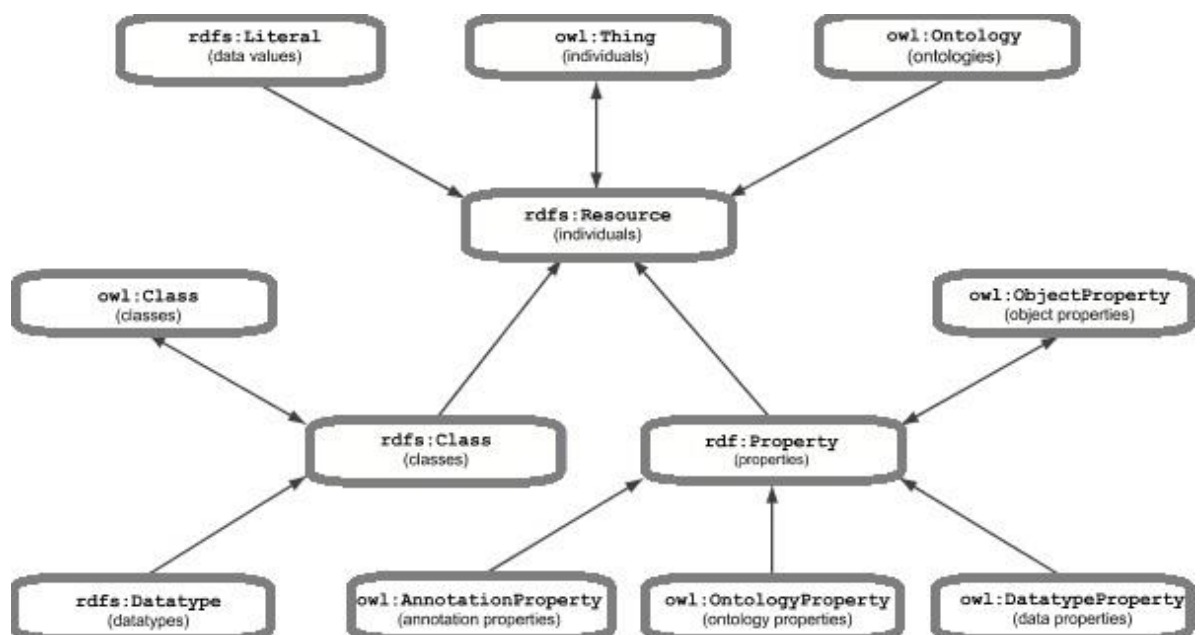 rdfs:Literal
(data values)
owl:Thing
(individuals)
owl:Ontology
(ontologies)
rdfs:Resource
(individuals)
owl:Class
(classes)
owl:ObjectProperty
(object properties)
rdfs:Class
(classes)
rdf:Property
(properties)
rdfs:Datatype
(datatypes)
owl:AnnotationProperty
(annotation properties)
owl:OntologyProperty
(ontology properties)
owl:DatatypeProperty
(data properties)